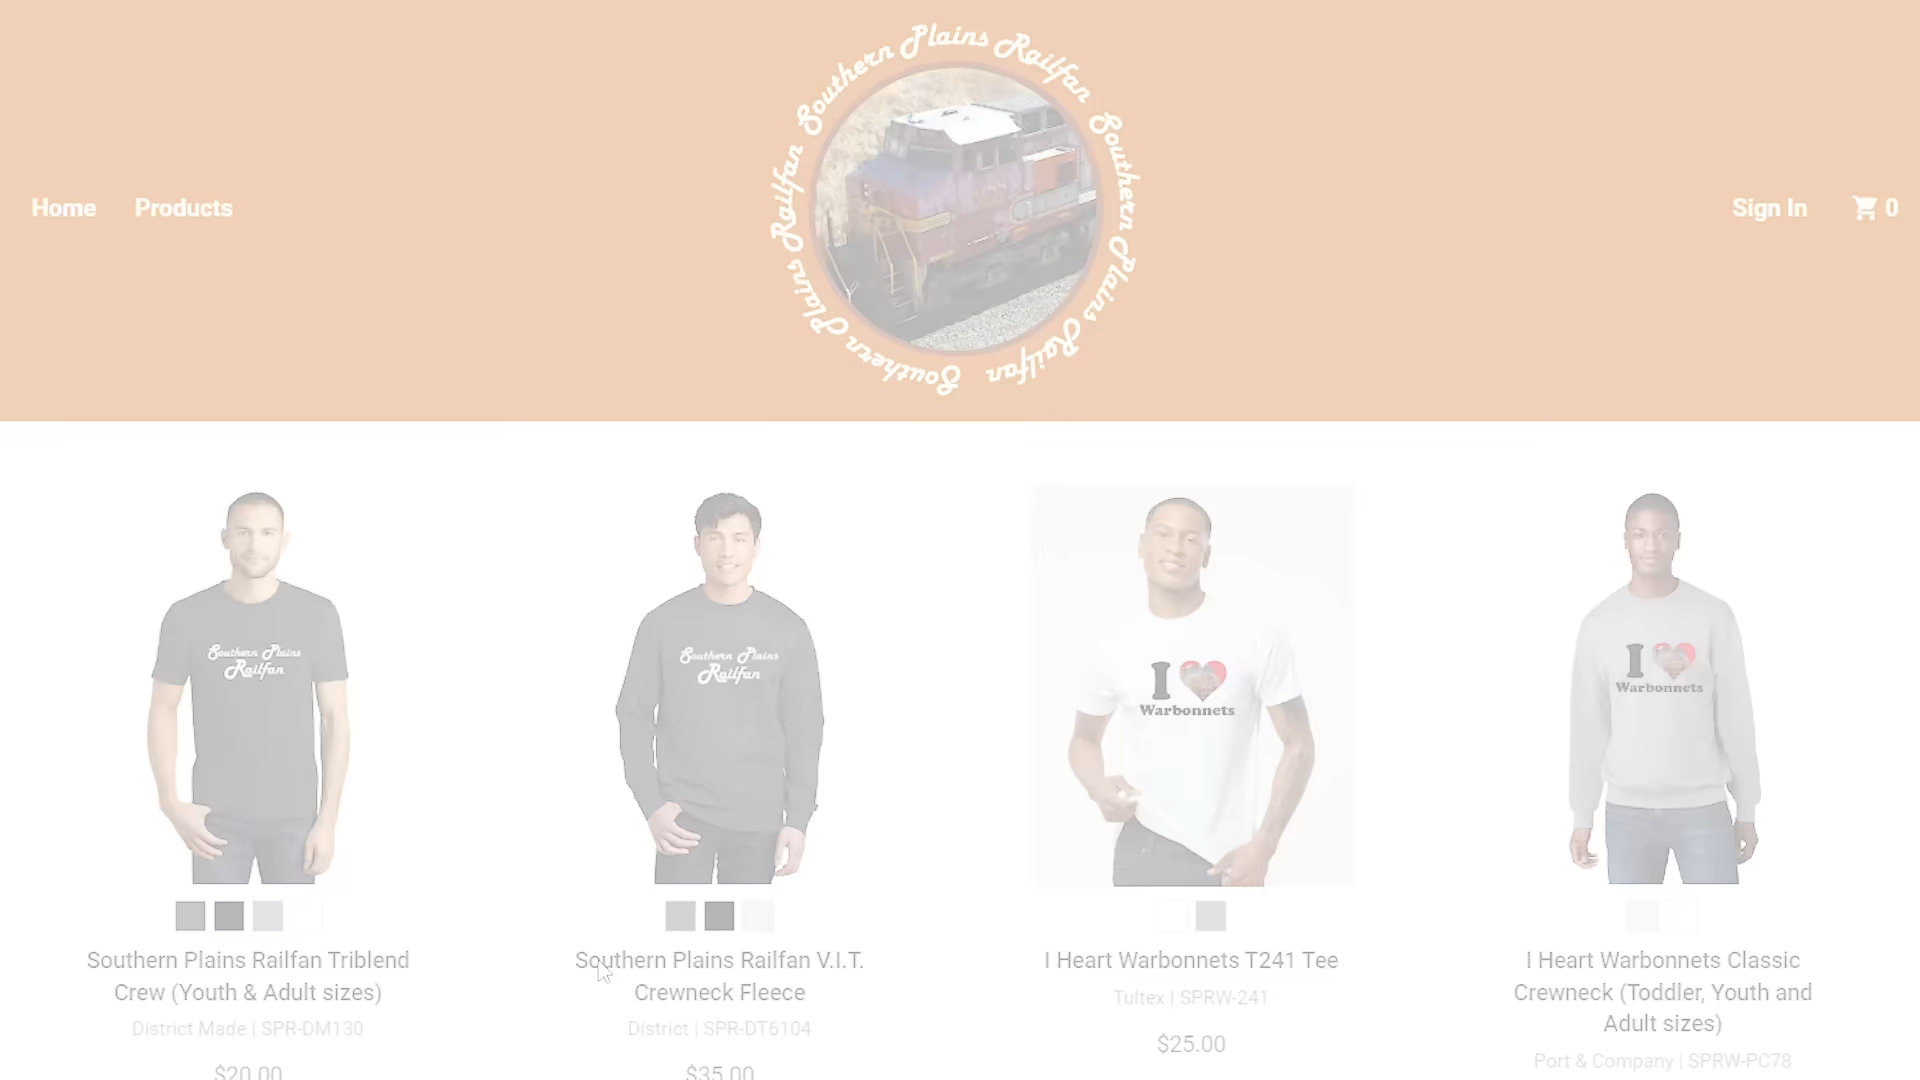 Southern Plains Railfan Southern Plains Railfan Southern Plains Railfan
Home Products
Sign In 0
Southern Plains
Railfan
Southern Plains
Railfan
I
Warbonnets
I
Warbonnets
Southern Plains Railfan Triblend
Crew (Youth & Adult sizes)
District Made | SPR-DM130
$20.00
Southern Plains Railfan V.I.T.
Crewneck Fleece
District | SPR-DT6104
$35.00
I Heart Warbonnets T241 Tee
Tultex | SPRW-241
$25.00
I Heart Warbonnets Classic
Crewneck (Toddler, Youth and
Adult sizes)
Port & Company | SPRW-PC78